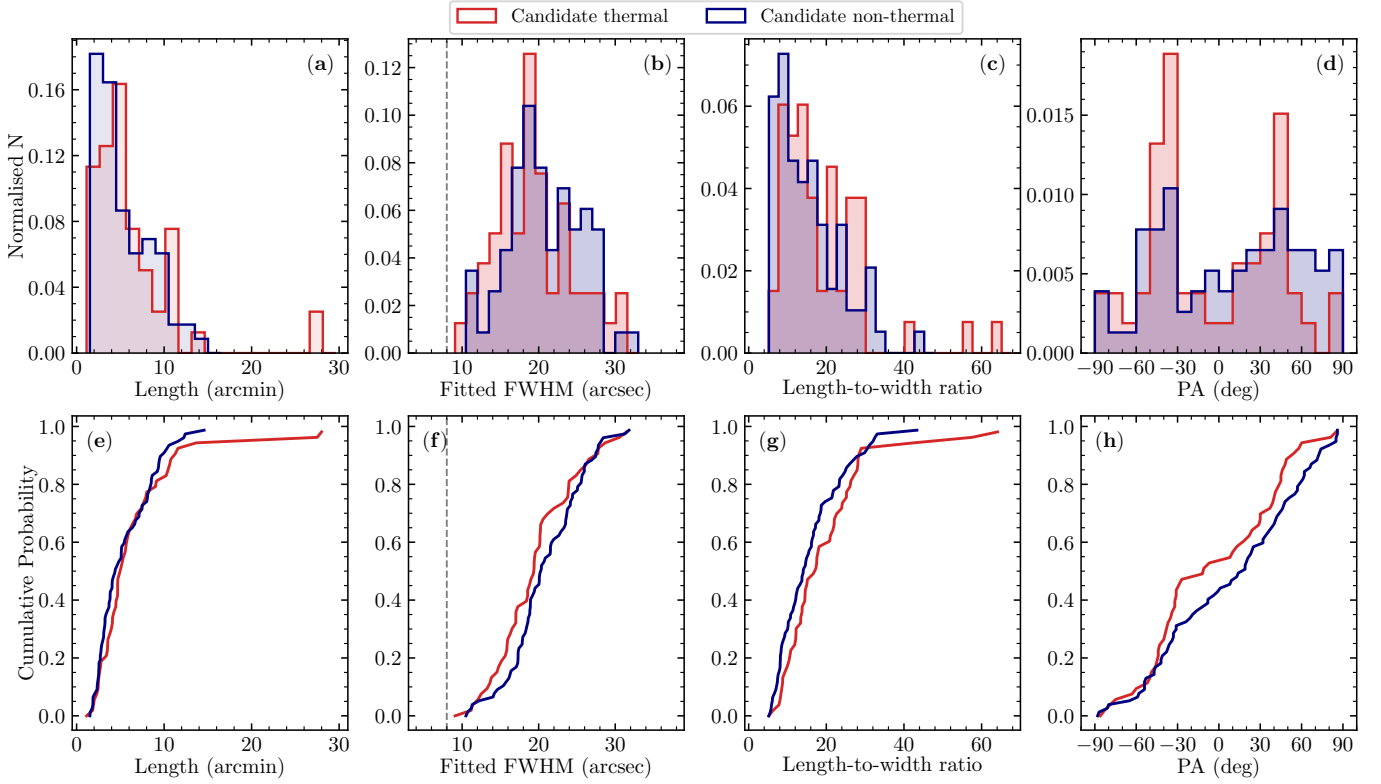 Candidate thermal Candidate non-thermal
(a) (b) (c) (d)
Normalised N
0.00 0.04 0.08 0.12 0.16
0 10 20 30
Length (arcmin)
0.00 0.02 0.04 0.06 0.08 0.10 0.12
10 20 30
Fitted FWHM (arcsec)
0.00 0.02 0.04 0.06
0 20 40 60
Length-to-width ratio
0.000 0.005 0.010 0.015
−90 −60 −30 0 30 60 90
PA (deg)
(e) (f) (g) (h)
Cumulative Probability
0.0 0.2 0.4 0.6 0.8 1.0
0 10 20 30
Length (arcmin)
0.0 0.2 0.4 0.6 0.8 1.0
10 20 30
Fitted FWHM (arcsec)
0.0 0.2 0.4 0.6 0.8 1.0
0 20 40 60
Length-to-width ratio
0.0 0.2 0.4 0.6 0.8 1.0
−90 −60 −30 0 30 60 90
PA (deg)